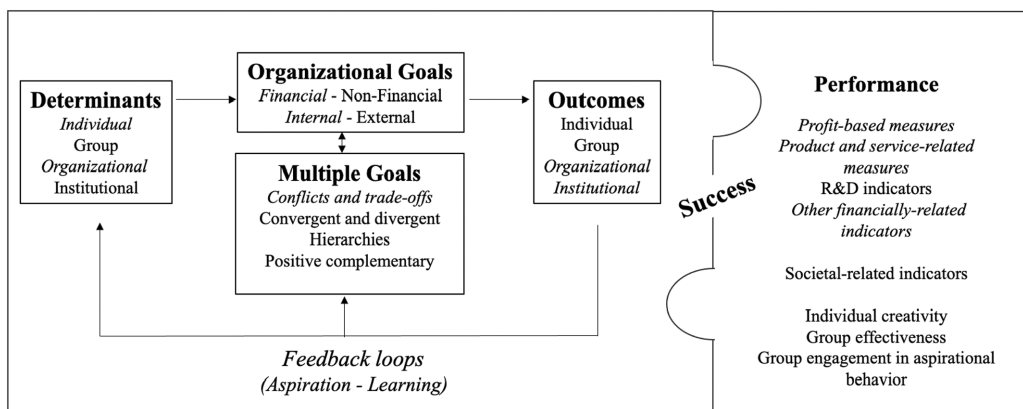 Determinants
Individual
Group
Organizational
Institutional
Organizational Goals
Financial - Non-Financial
Internal - External
Multiple Goals
Conflicts and trade-offs
Convergent and divergent
Hierarchies
Positive complementary
Outcomes
Individual
Group
Organizational
Institutional
Feedback loops
(Aspiration - Learning)
Success
Performance
Profit-based measures
Product and service-related
measures
R&D indicators
Other financially-related
indicators
Societal-related indicators
Individual creativity
Group effectiveness
Group engagement in aspirational
behavior